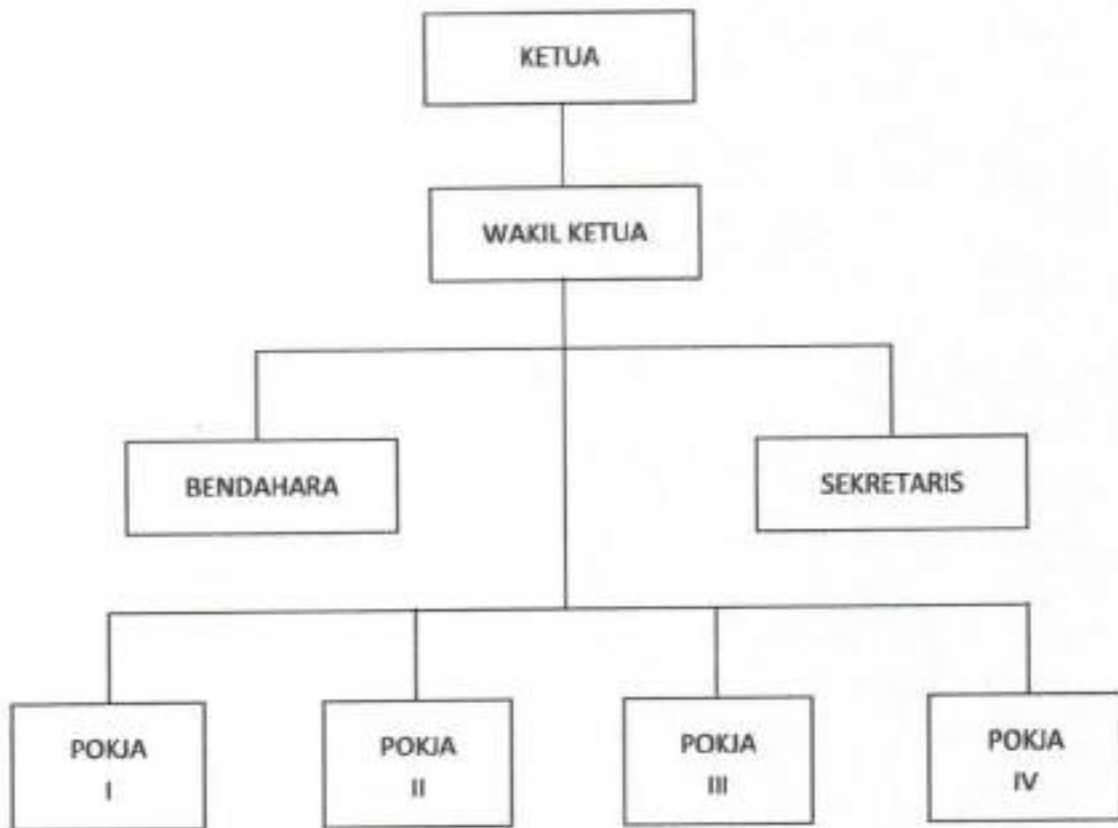 KETUA
WAKIL KETUA
BENDAHARA
SEKRETARIS
POKJA
I
POKJA
II
POKJA
III
POKJA
IV